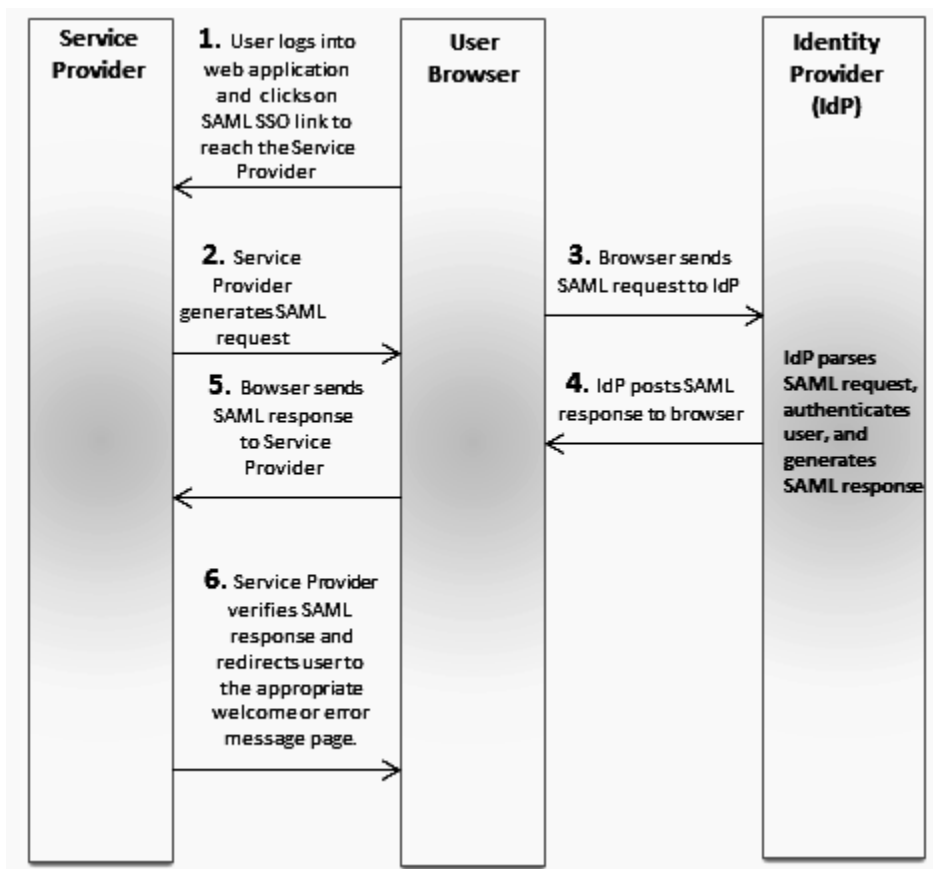 Service
Provider
1. User logs into
web application
and clicks on
SAML SSO link to
reach the Service
Provider
User
Browser
Identity
Provider
(IdP)
2. Service
Provider
generates SAML
request
3. Browser sends
SAML request to IdP
5. Bowser sends
SAML response
to Service
Provider
4. IdP posts SAML
response to browser
IdP parses
SAML request,
authenticates
user, and
generates
SAML response
6. Service Provider
verifies SAML
response and
redirects user to
the appropriate
welcome or error
message page.